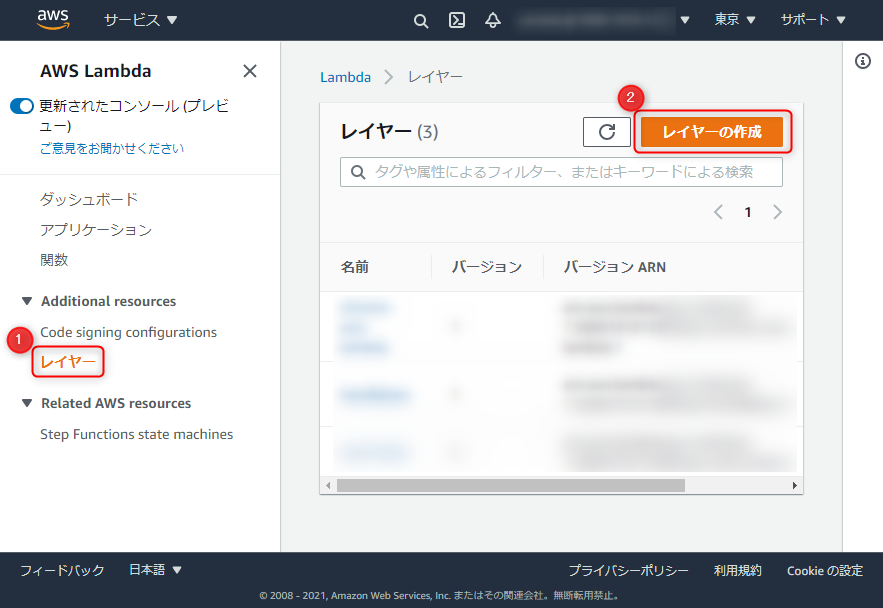 aws サービス ▼ 東京 ▼ サポート ▼
AWS Lambda
更新されたコンソール (プレビ
ュー)
ご意見をお聞かせください
ダッシュボード
アプリケーション
関数
▼ Additional resources
Code signing configurations
1 レイヤー
▼ Related AWS resources
Step Functions state machines
Lambda > レイヤー
2
レイヤー (3) レイヤーの作成
タグや属性によるフィルター、またはキーワードによる検索
< 1 >
名前 バージョン バージョン ARN
フィードバック 日本語 ▼ プライバシーポリシー 利用規約 Cookie の設定
© 2008 - 2021, Amazon Web Services, Inc. またはその関連会社。無断転用禁止。